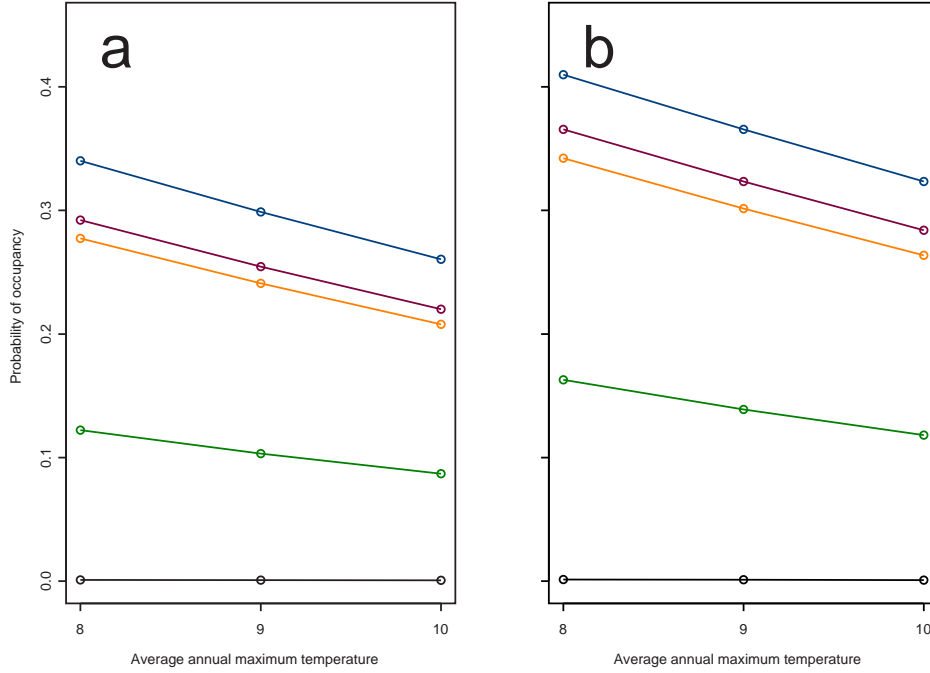 a
b
Probability of occupancy
0.4
0.3
0.2
0.1
0.0
8
9
10
8
9
10
Average annual maximum temperature
Average annual maximum temperature